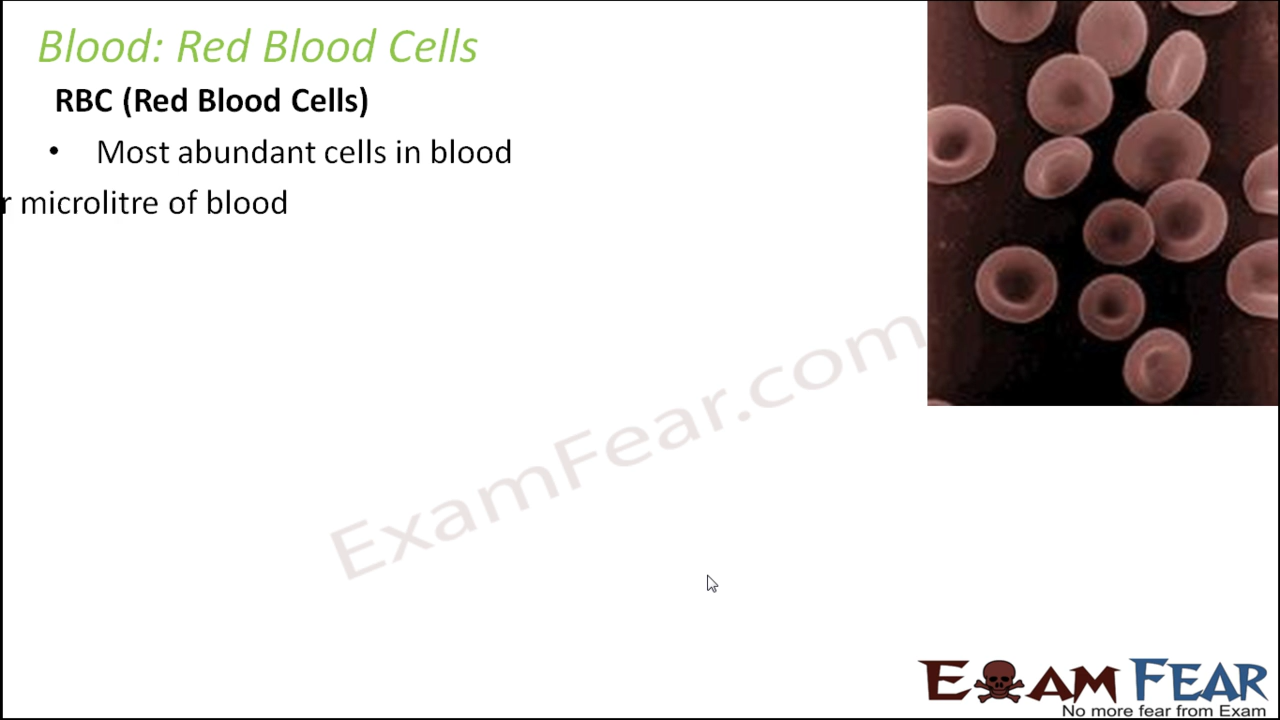 Blood: Red Blood Cells
RBC (Red Blood Cells)
• Most abundant cells in blood
r microlitre of blood
ExamFear.com
EXAM FEAR
No more fear from Exam